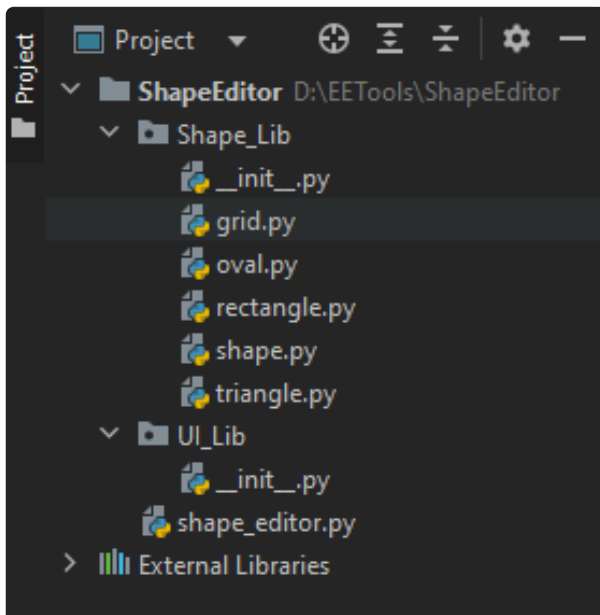 Project
Project
ShapeEditor D:\EETools\ShapeEditor
Shape_Lib
__init__.py
grid.py
oval.py
rectangle.py
shape.py
triangle.py
UI_Lib
__init__.py
shape_editor.py
External Libraries